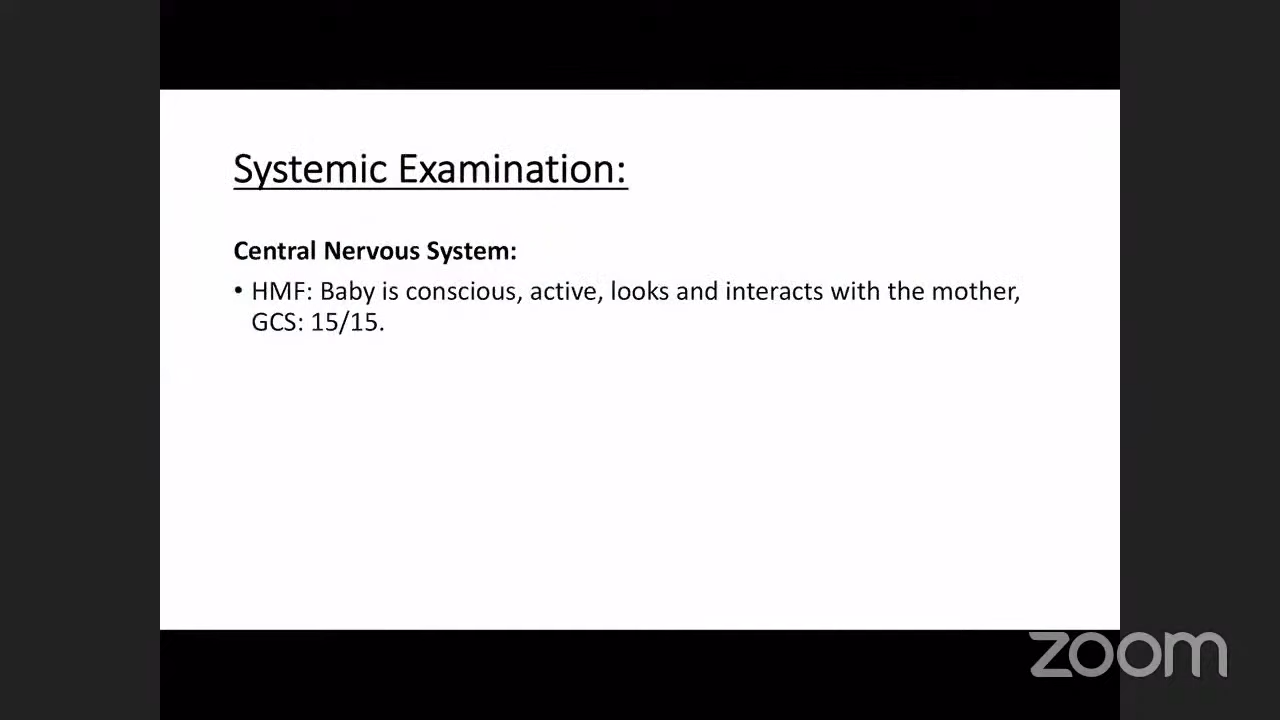 Systemic Examination:
Central Nervous System:
• HMF: Baby is conscious, active, looks and interacts with the mother,
GCS: 15/15.
zoom